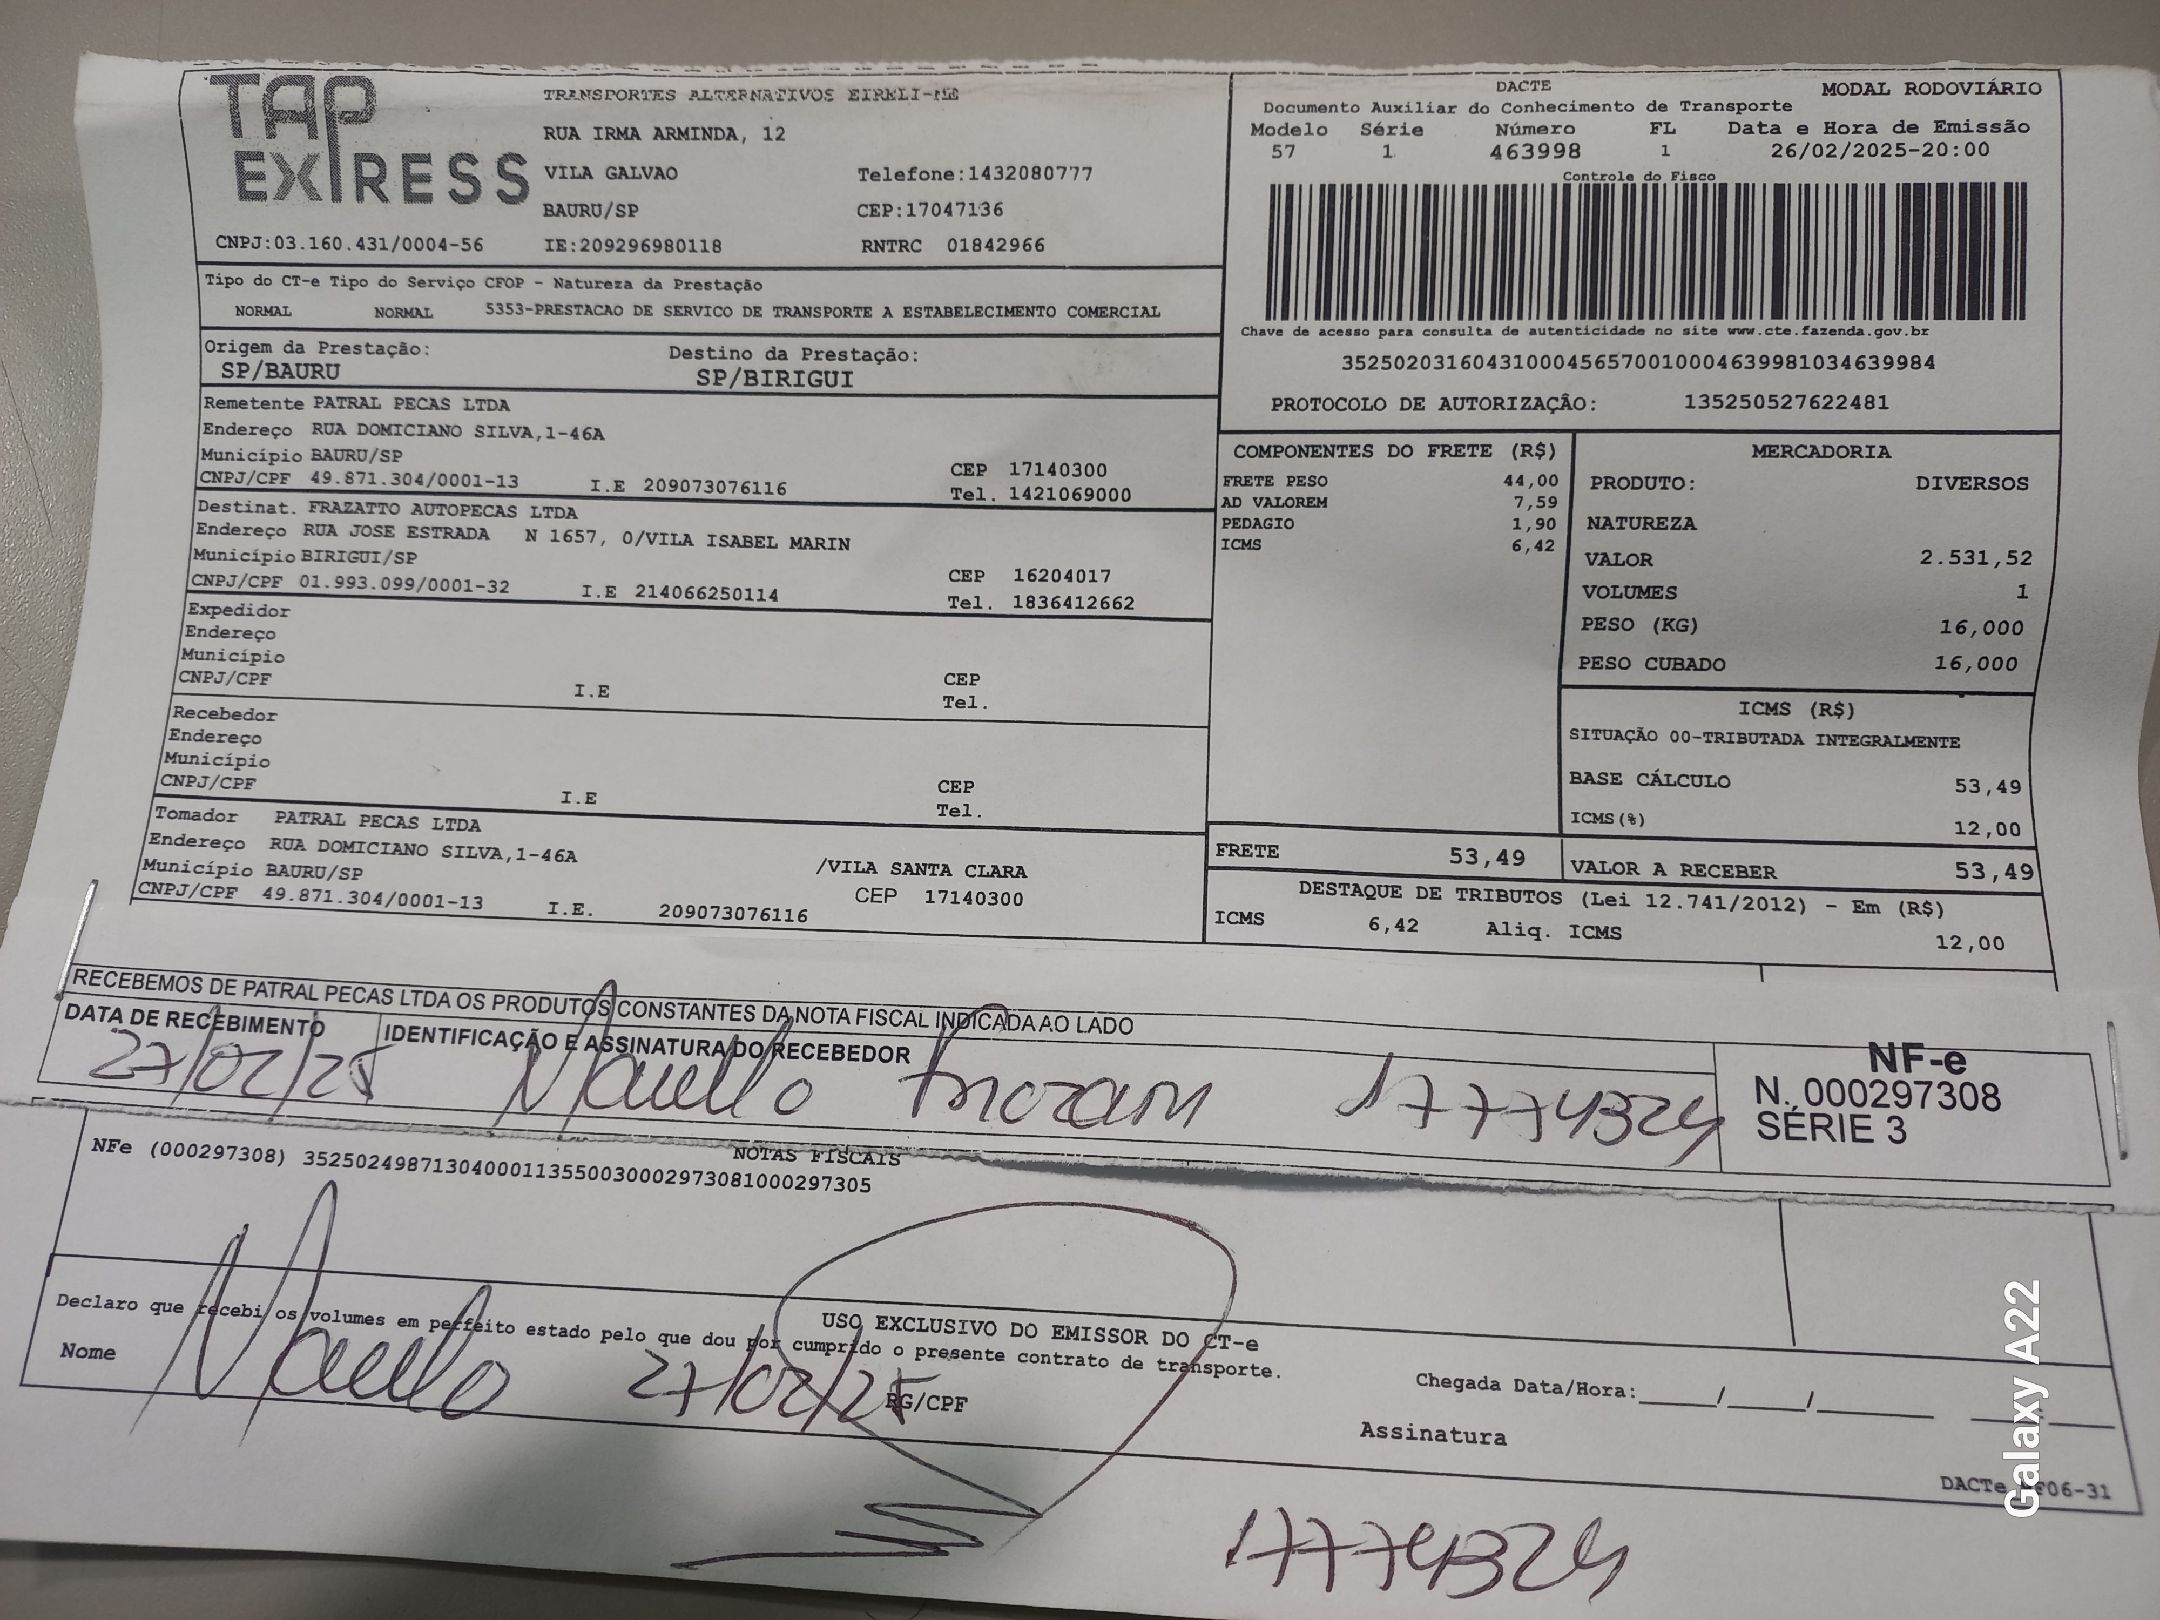 TAP EXPRESS
TRANSPORTES ALTERNATIVOS EIRELI-ME
RUA IRMA ARMINDA, 12
VILA GALVAO Telefone:1432080777
BAURU/SP CEP:17047136
CNPJ:03.160.431/0004-56 IE:209296980118 RNTRC 01842966
DACTE MODAL RODOVIÁRIO
Documento Auxiliar do Conhecimento de Transporte
Modelo Série Número FL Data e Hora de Emissão
57 1 463998 1 26/02/2025-20:00
Controle do Fisco
Chave de acesso para consulta de autenticidade no site www.cte.fazenda.gov.br
35250203160431000456570010004639981034639984
PROTOCOLO DE AUTORIZAÇÃO: 135250527622481
Tipo do CT-e Tipo do Serviço CFOP - Natureza da Prestação
NORMAL NORMAL 5353-PRESTACAO DE SERVICO DE TRANSPORTE A ESTABELECIMENTO COMERCIAL
Origem da Prestação: Destino da Prestação:
SP/BAURU SP/BIRIGUI
Remetente PATRAL PECAS LTDA
Endereço RUA DOMICIANO SILVA,1-46A
Município BAURU/SP CEP 17140300
CNPJ/CPF 49.871.304/0001-13 I.E 209073076116 Tel. 1421069000
Destinat. FRAZATTO AUTOPECAS LTDA
Endereço RUA JOSE ESTRADA N 1657, 0/VILA ISABEL MARIN
Município BIRIGUI/SP CEP 16204017
CNPJ/CPF 01.993.099/0001-32 I.E 214066250114 Tel. 1836412662
Expedidor
Endereço
Município CEP
CNPJ/CPF I.E Tel.
Recebedor
Endereço
Município CEP
CNPJ/CPF I.E Tel.
Tomador PATRAL PECAS LTDA
Endereço RUA DOMICIANO SILVA,1-46A /VILA SANTA CLARA
Município BAURU/SP CEP 17140300
CNPJ/CPF 49.871.304/0001-13 I.E. 209073076116
COMPONENTES DO FRETE (R$)
FRETE PESO 44,00
AD VALOREM 7,59
PEDAGIO 1,90
ICMS 6,42
MERCADORIA
PRODUTO: DIVERSOS
NATUREZA
VALOR 2.531,52
VOLUMES 1
PESO (KG) 16,000
PESO CUBADO 16,000
ICMS (R$)
SITUAÇÃO 00-TRIBUTADA INTEGRALMENTE
BASE CÁLCULO 53,49
ICMS(%) 12,00
FRETE 53,49 VALOR A RECEBER 53,49
DESTAQUE DE TRIBUTOS (Lei 12.741/2012) - Em (R$)
ICMS 6,42 Aliq. ICMS 12,00
RECEBEMOS DE PATRAL PECAS LTDA OS PRODUTOS CONSTANTES DA NOTA FISCAL INDICADA AO LADO
DATA DE RECEBIMENTO IDENTIFICAÇÃO E ASSINATURA DO RECEBEDOR
27/02/25 17774324
NF-e
N. 000297308
SÉRIE 3
NOTAS FISCAIS
NFe (000297308) 35250249871304000113550030002973081000297305
USO EXCLUSIVO DO EMISSOR DO CT-e
Declaro que recebi os volumes em perfeito estado pelo que dou por cumprido o presente contrato de transporte.
Nome 27/02/25 RG/CPF
Chegada Data/Hora:_____/_____/_______
Assinatura
17774324
Galaxy A22